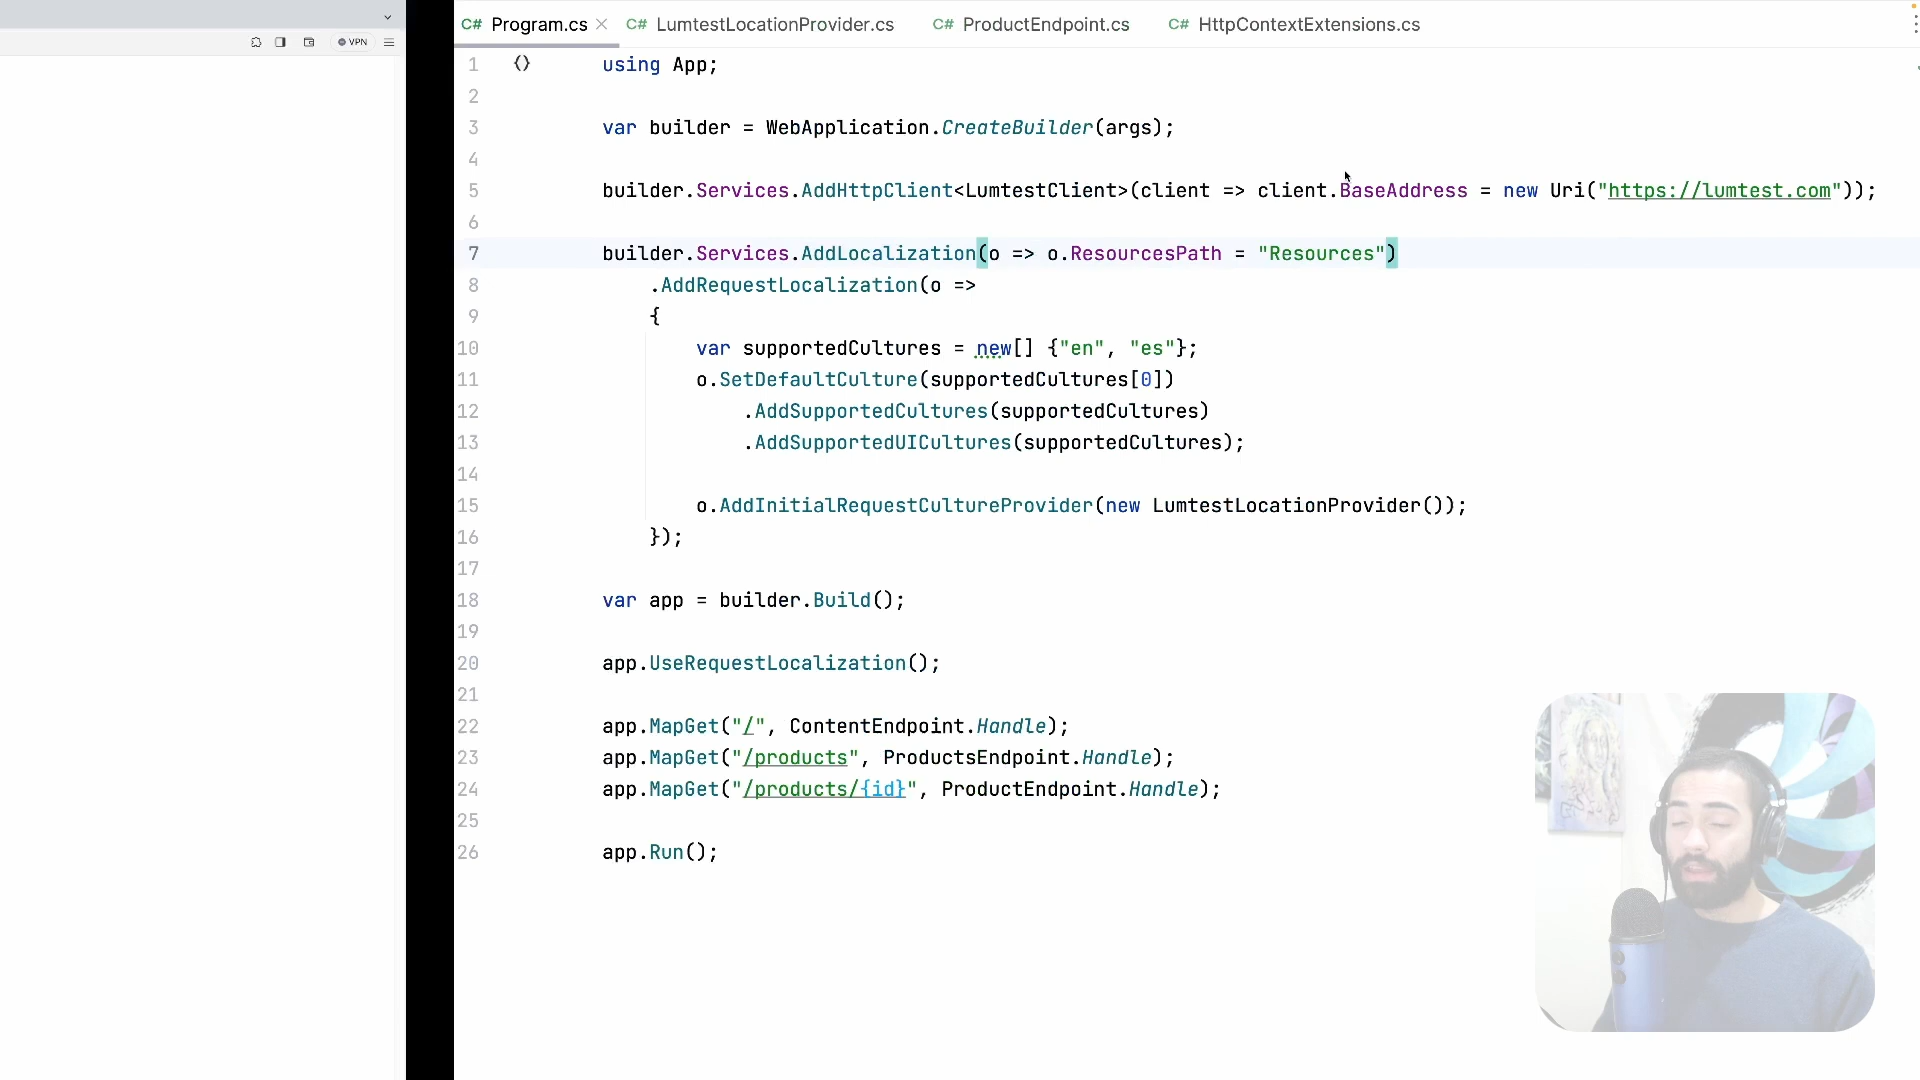 VPN
C# Program.cs
C# LumtestLocationProvider.cs
C# ProductEndpoint.cs
C# HttpContextExtensions.cs
1 {} using App;
2
3 var builder = WebApplication.CreateBuilder(args);
4
5 builder.Services.AddHttpClient<LumtestClient>(client => client.BaseAddress = new Uri("https://lumtest.com"));
6
7 builder.Services.AddLocalization(o => o.ResourcesPath = "Resources")
8 .AddRequestLocalization(o =>
9 {
10 var supportedCultures = new[] {"en", "es"};
11 o.SetDefaultCulture(supportedCultures[0])
12 .AddSupportedCultures(supportedCultures)
13 .AddSupportedUICultures(supportedCultures);
14
15 o.AddInitialRequestCultureProvider(new LumtestLocationProvider());
16 });
17
18 var app = builder.Build();
19
20 app.UseRequestLocalization();
21
22 app.MapGet("/", ContentEndpoint.Handle);
23 app.MapGet("/products", ProductsEndpoint.Handle);
24 app.MapGet("/products/{id}", ProductEndpoint.Handle);
25
26 app.Run();